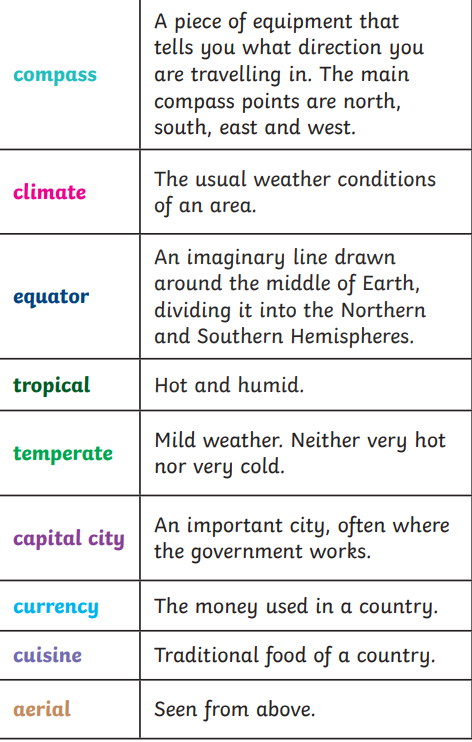 compass
A piece of equipment that
tells you what direction you
are travelling in. The main
compass points are north,
south, east and west.
climate
The usual weather conditions
of an area.
equator
An imaginary line drawn
around the middle of Earth,
dividing it into the Northern
and Southern Hemispheres.
tropical
Hot and humid.
temperate
Mild weather. Neither very hot
nor very cold.
capital city
An important city, often where
the government works.
currency
The money used in a country.
cuisine
Traditional food of a country.
aerial
Seen from above.